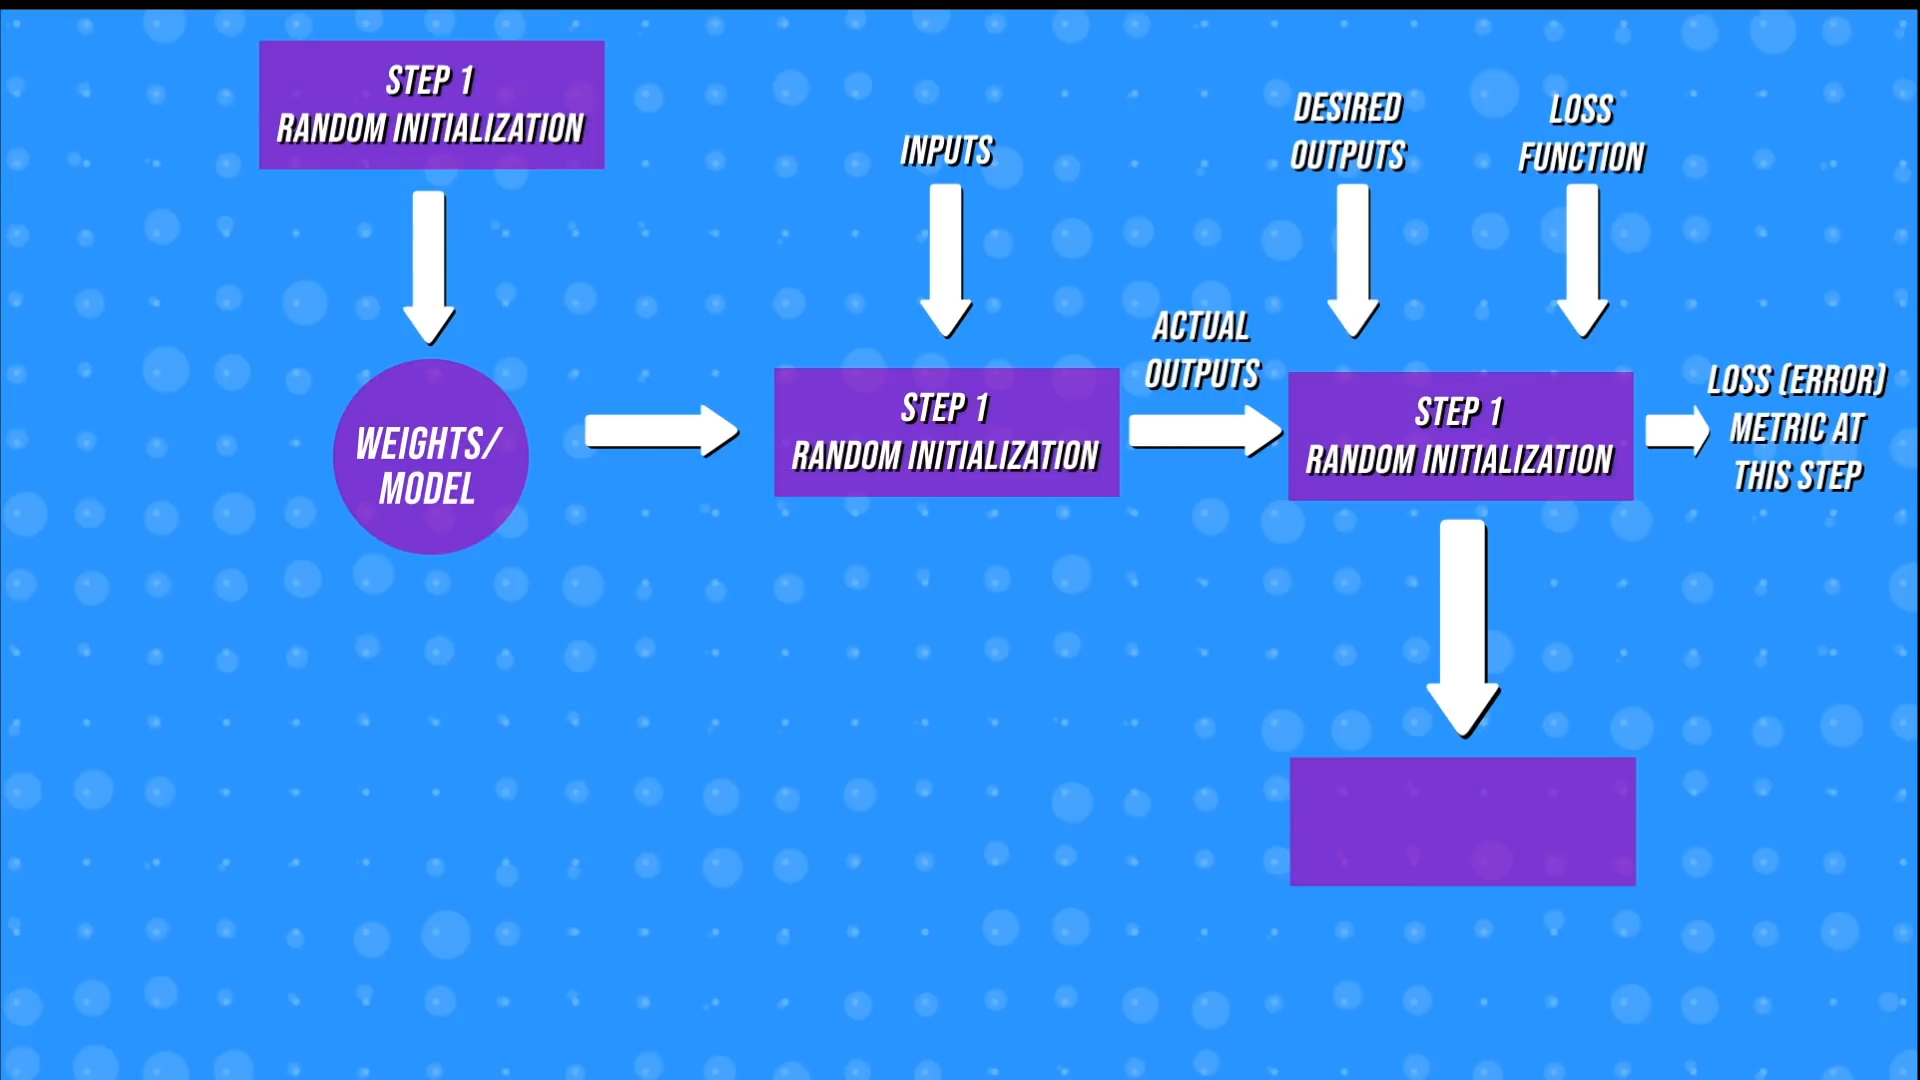 STEP 1
RANDOM INITIALIZATION
INPUTS
DESIRED
OUTPUTS
LOSS
FUNCTION
WEIGHTS/
MODEL
STEP 1
RANDOM INITIALIZATION
ACTUAL
OUTPUTS
STEP 1
RANDOM INITIALIZATION
LOSS (ERROR)
METRIC AT
THIS STEP